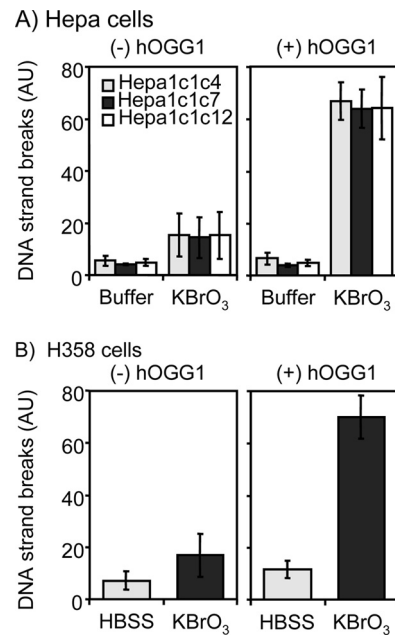 A) Hepa cells
(-) hOGG1 (+) hOGG1
DNA strand breaks (AU)
80
60
40
20
0
Hepa1c1c4
Hepa1c1c7
Hepa1c1c12
Buffer KBrO3 Buffer KBrO3
B) H358 cells
(-) hOGG1 (+) hOGG1
DNA strand breaks (AU)
80
60
40
20
0
HBSS KBrO3 HBSS KBrO3